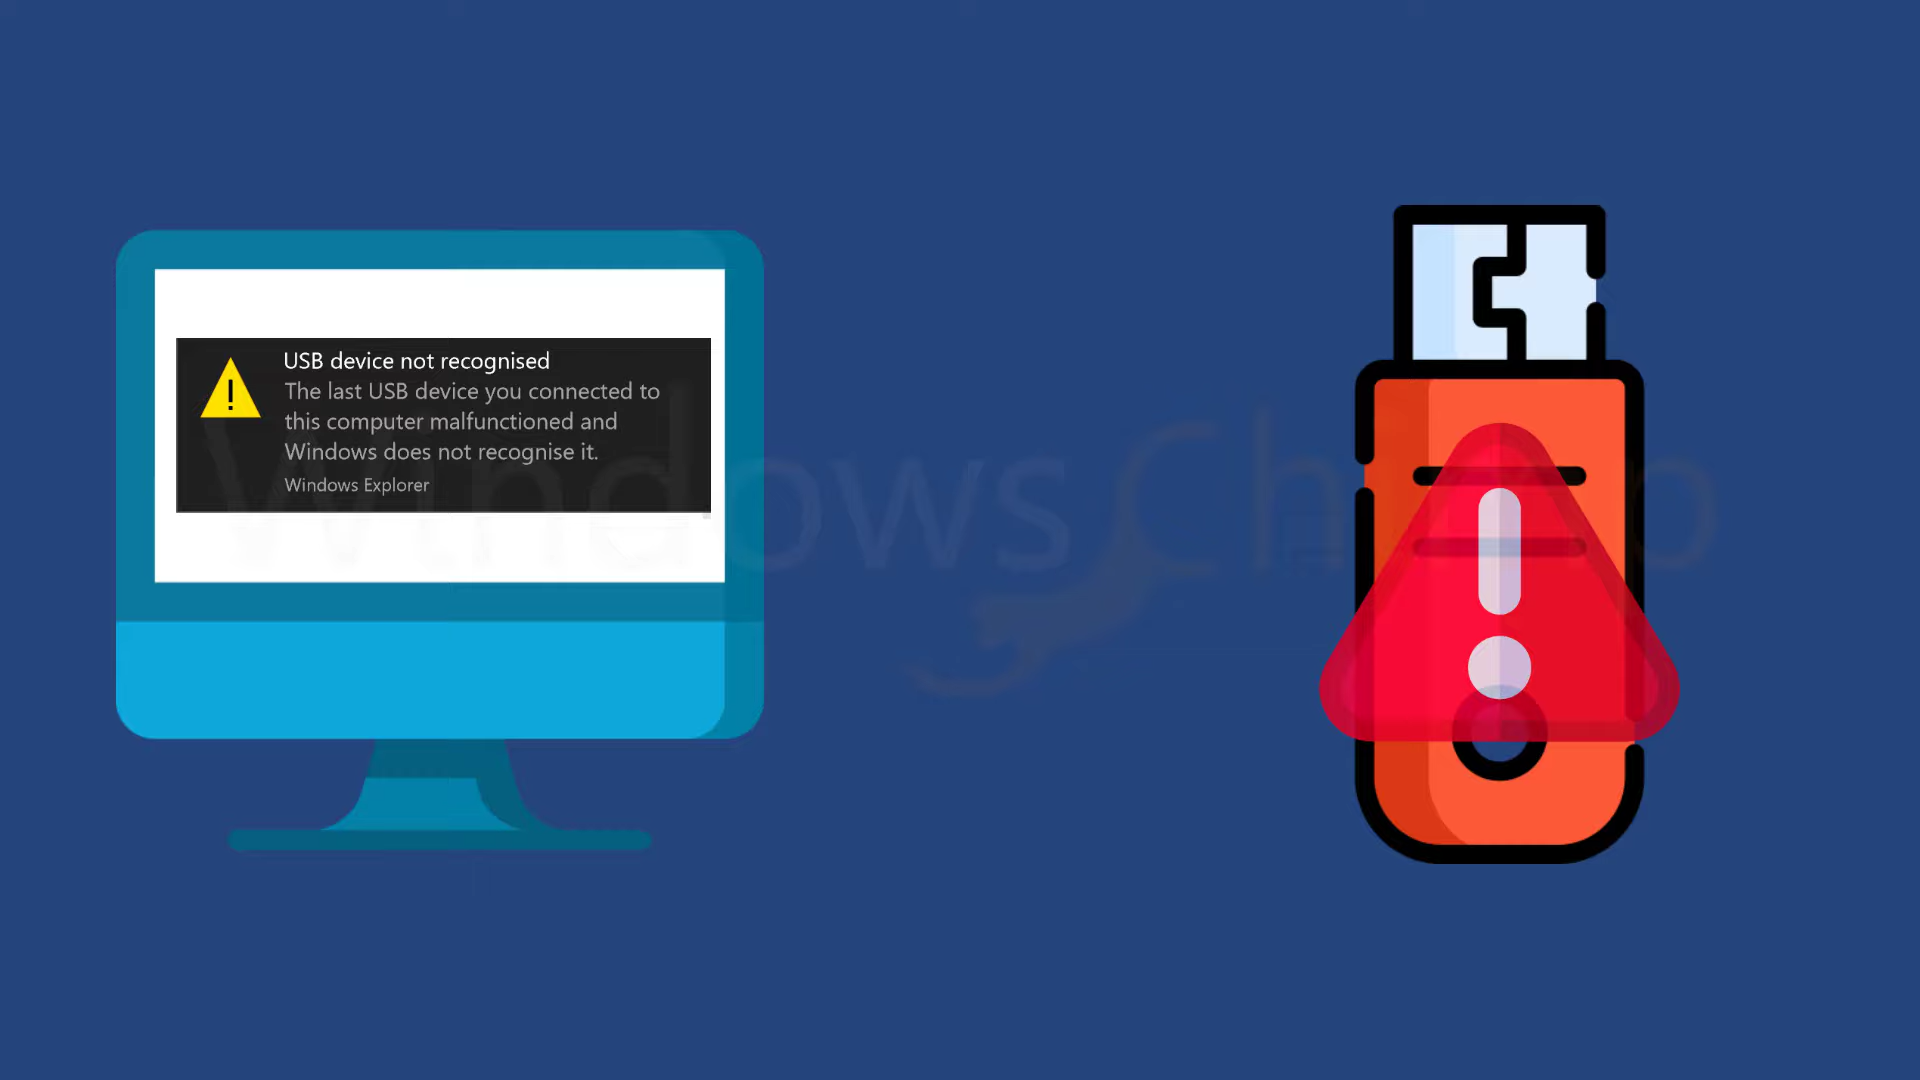 USB device not recognised
The last USB device you connected to
this computer malfunctioned and
Windows does not recognise it.
Windows Explorer
WindowsChimp